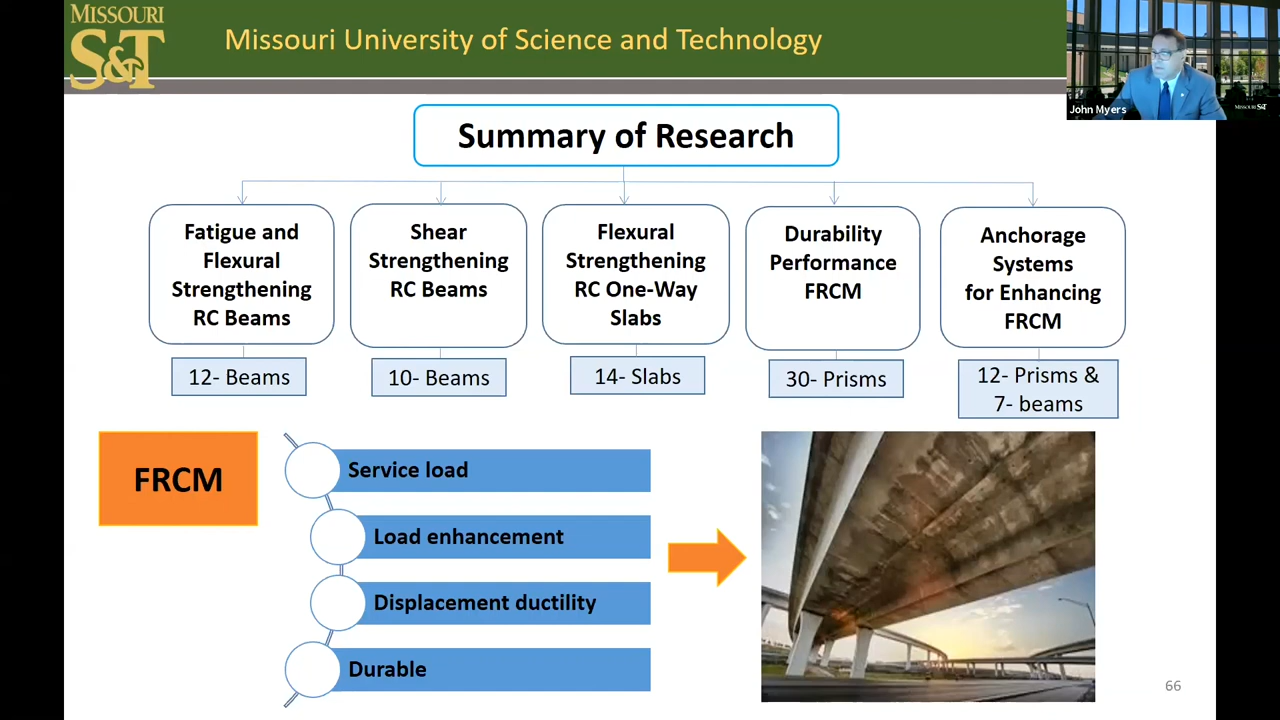 MISSOURI
S&T
Missouri University of Science and Technology
John Myers
MISSOURI S&T
Summary of Research
Fatigue and
Flexural
Strengthening
RC Beams
Shear
Strengthening
RC Beams
Flexural
Strengthening
RC One-Way
Slabs
Durability
Performance
FRCM
Anchorage
Systems
for Enhancing
FRCM
12- Beams
10- Beams
14- Slabs
30- Prisms
12- Prisms &
7- beams
FRCM
Service load
Load enhancement
Displacement ductility
Durable
66